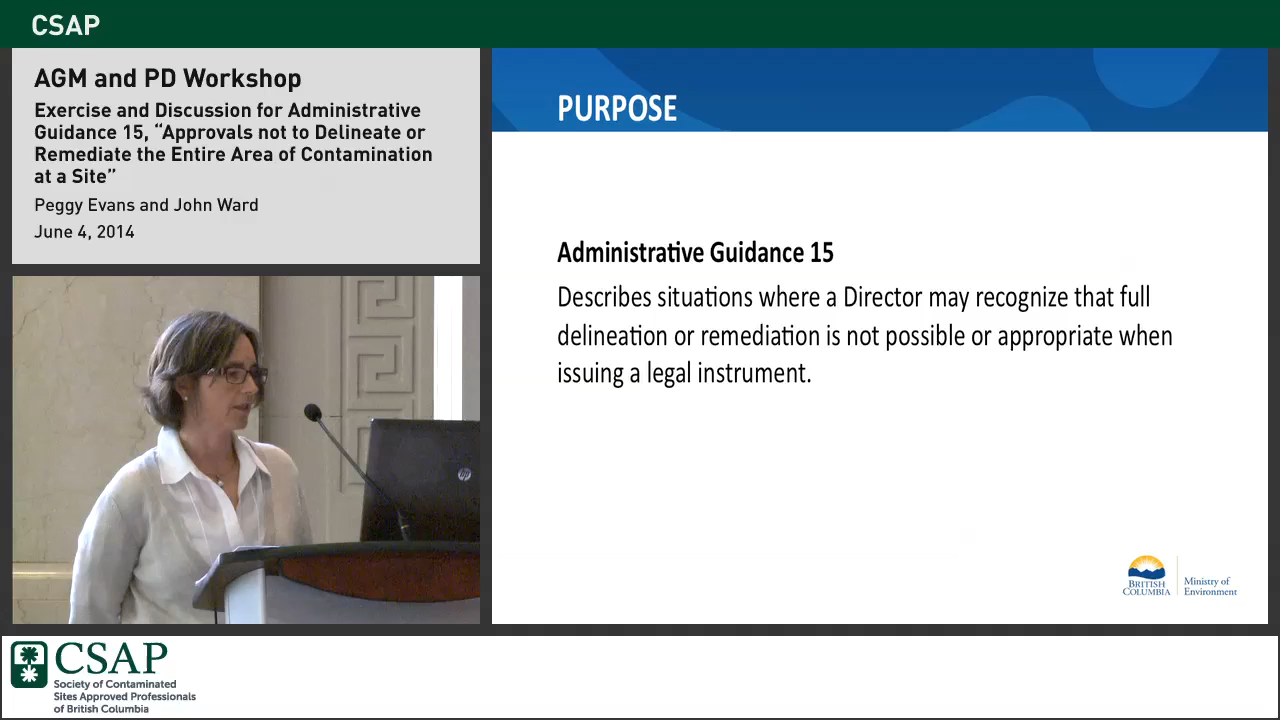 CSAP
AGM and PD Workshop
Exercise and Discussion for Administrative
Guidance 15, “Approvals not to Delineate or
Remediate the Entire Area of Contamination
at a Site”
Peggy Evans and John Ward
June 4, 2014
PURPOSE
Administrative Guidance 15
Describes situations where a Director may recognize that full
delineation or remediation is not possible or appropriate when
issuing a legal instrument.
hp
BRITISH
COLUMBIA
Ministry of
Environment
CSAP
Society of Contaminated
Sites Approved Professionals
of British Columbia